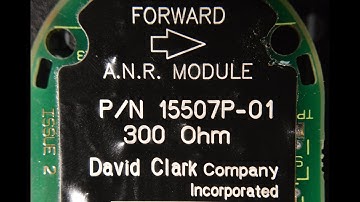 FORWARD
A.N.R. MODULE
P/N 15507P-01
300 Ohm
David Clark Company
Incorporated
ISSUE 2